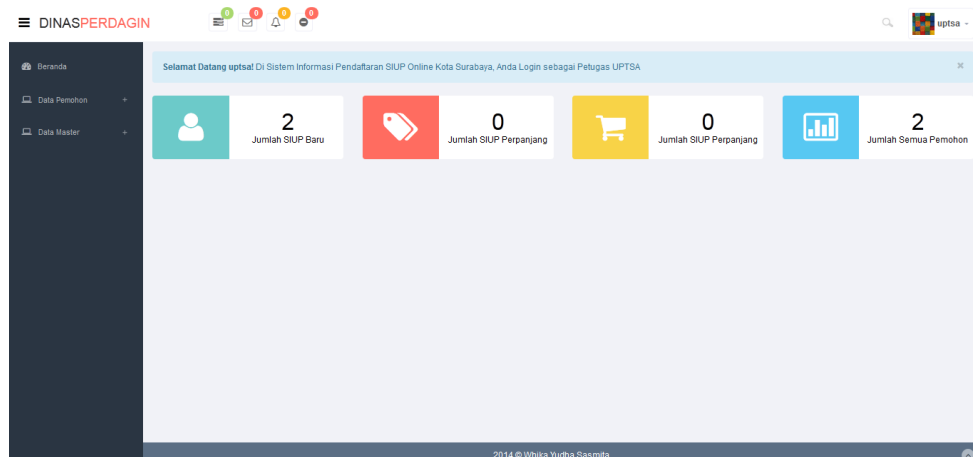 DINASPERDAGIN
0 0 0 0
uptsa
Beranda
Data Pemohon +
Data Master +
Selamat Datang uptsa! Di Sistem Informasi Pendaftaran SIUP Online Kota Surabaya, Anda Login sebagai Petugas UPTSA
×
2
Jumlah SIUP Baru
0
Jumlah SIUP Perpanjang
0
Jumlah SIUP Perpanjang
2
Jumlah Semua Pemohon
2014 © Whika Yudha Sasmita